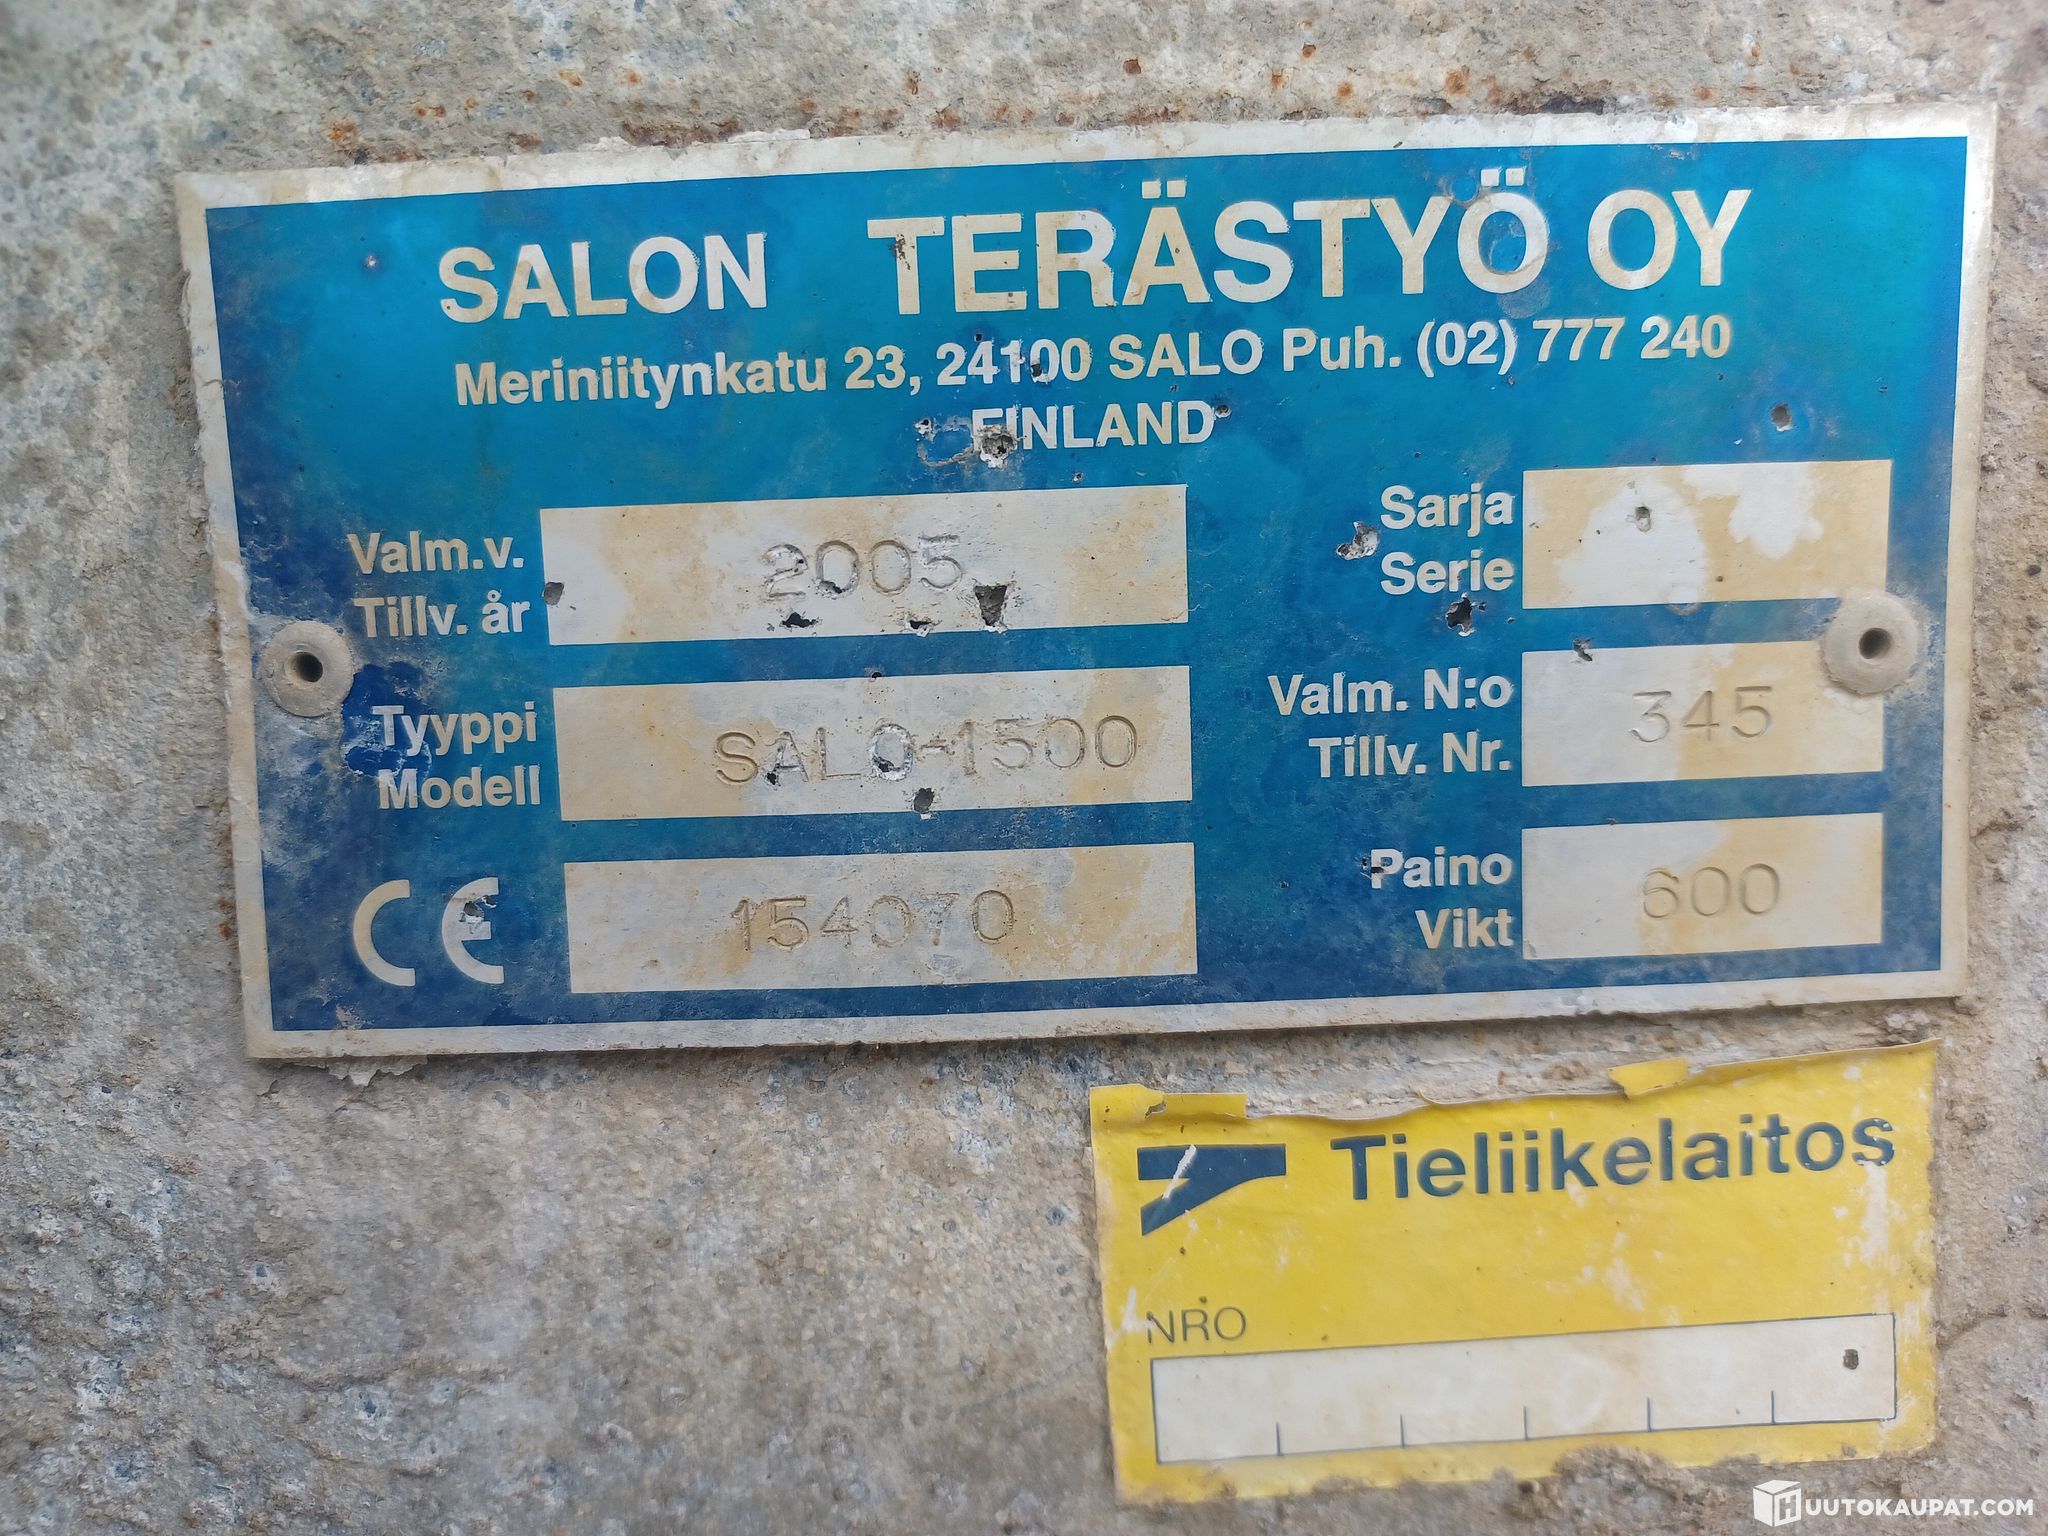 SALON TERÄSTYÖ OY
Meriniitynkatu 23, 24100 SALO Puh. (02) 777 240
FINLAND
Valm.v.
Tillv. år
2005
Sarja
Serie
Tyyppi
Modell
SALO-1500
Valm. N:o
Tillv. Nr.
345
CE
154070
Paino
Vikt
600
Tieliikelaitos
NRO
HUUTOKAUPAT.COM